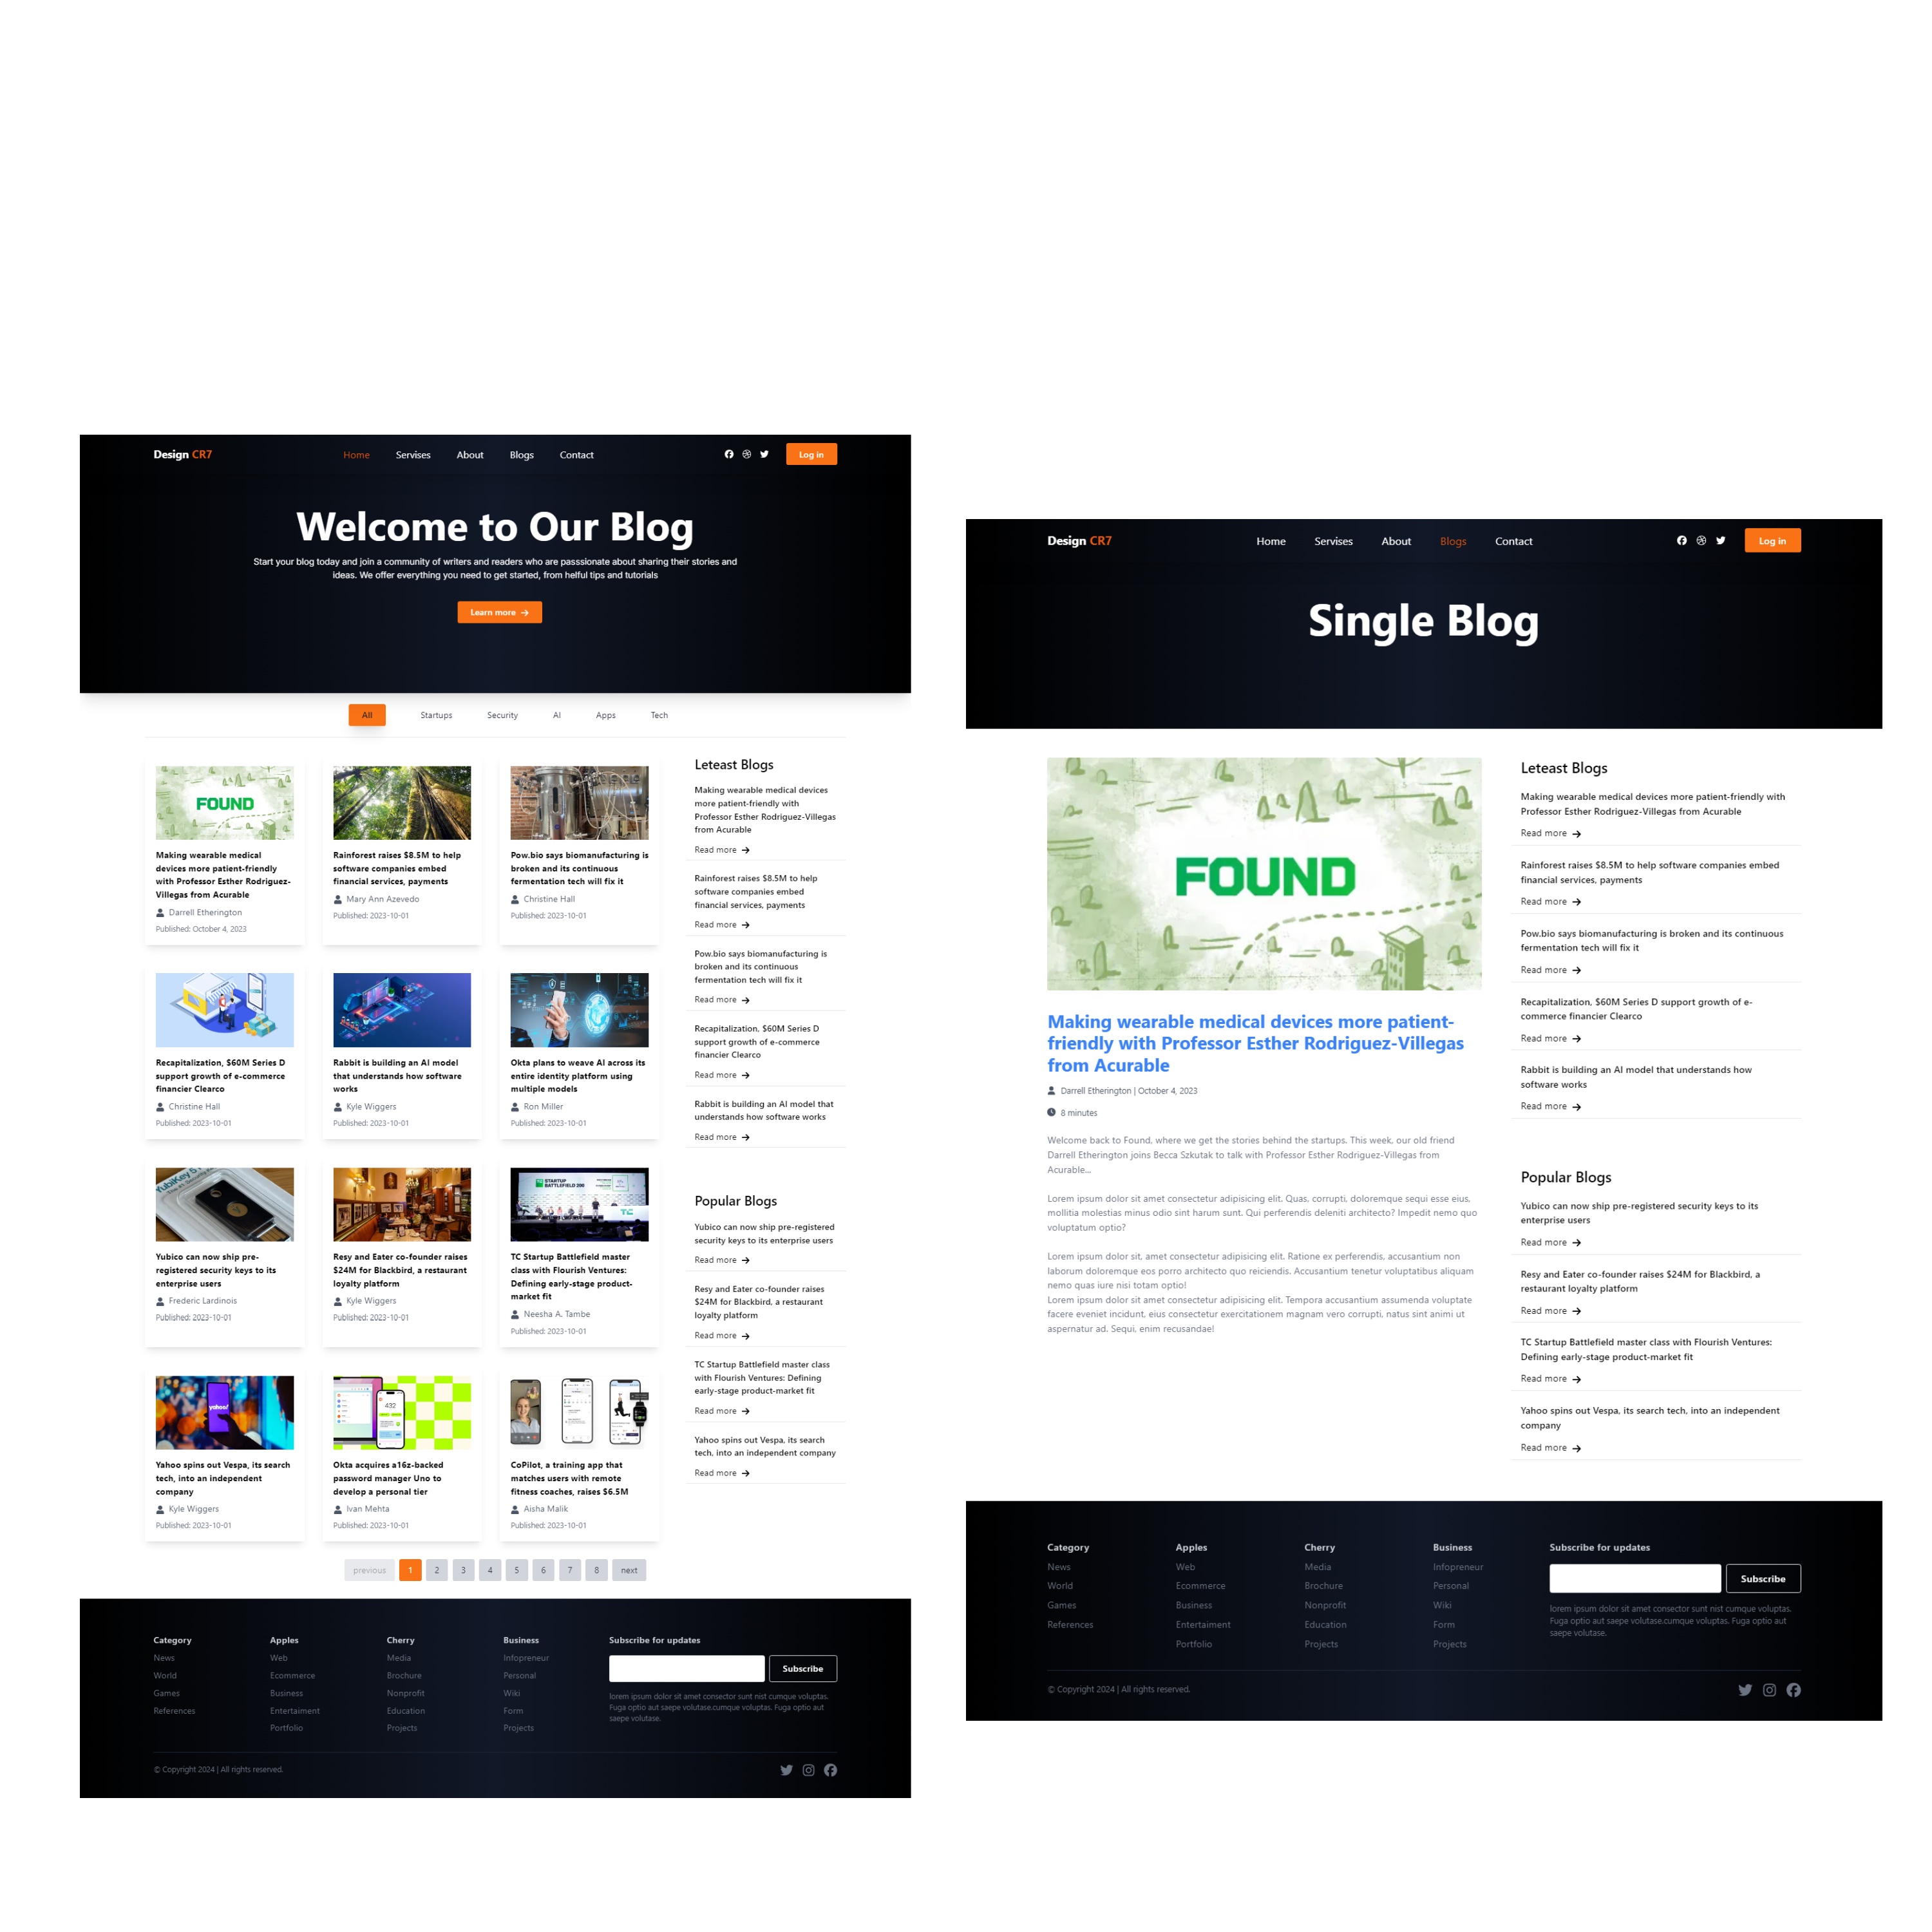 Design CR7
Home Servises About Blogs Contact
Log in
Welcome to Our Blog
Start your blog today and join a community of writers and readers who are passsionate about sharing their stories and
ideas. We offer everything you need to get started, from helful tips and tutorials
Learn more
All Startups Security AI Apps Tech
FOUND
Making wearable medical
devices more patient-friendly
with Professor Esther Rodriguez-
Villegas from Acurable
Darrell Etherington
Published: October 4, 2023
Rainforest raises $8.5M to help
software companies embed
financial services, payments
Mary Ann Azevedo
Published: 2023-10-01
Pow.bio says biomanufacturing is
broken and its continuous
fermentation tech will fix it
Christine Hall
Published: 2023-10-01
Recapitalization, $60M Series D
support growth of e-commerce
financier Clearco
Christine Hall
Published: 2023-10-01
Rabbit is building an AI model
that understands how software
works
Kyle Wiggers
Published: 2023-10-01
Okta plans to weave AI across its
entire identity platform using
multiple models
Ron Miller
Published: 2023-10-01
Yubico can now ship pre-
registered security keys to its
enterprise users
Frederic Lardinois
Published: 2023-10-01
Resy and Eater co-founder raises
$24M for Blackbird, a restaurant
loyalty platform
Kyle Wiggers
Published: 2023-10-01
STARTUP
BATTLEFIELD 200
TC Startup Battlefield master
class with Flourish Ventures:
Defining early-stage product-
market fit
Neesha A. Tambe
Published: 2023-10-01
yahoo!
Yahoo spins out Vespa, its search
tech, into an independent
company
Kyle Wiggers
Published: 2023-10-01
432
Okta acquires a16z-backed
password manager Uno to
develop a personal tier
Ivan Mehta
Published: 2023-10-01
CoPilot, a training app that
matches users with remote
fitness coaches, raises $6.5M
Aisha Malik
Published: 2023-10-01
Leteast Blogs
Making wearable medical devices
more patient-friendly with
Professor Esther Rodriguez-Villegas
from Acurable
Read more
Rainforest raises $8.5M to help
software companies embed
financial services, payments
Read more
Pow.bio says biomanufacturing is
broken and its continuous
fermentation tech will fix it
Read more
Recapitalization, $60M Series D
support growth of e-commerce
financier Clearco
Read more
Rabbit is building an AI model that
understands how software works
Read more
Popular Blogs
Yubico can now ship pre-registered
security keys to its enterprise users
Read more
Resy and Eater co-founder raises
$24M for Blackbird, a restaurant
loyalty platform
Read more
TC Startup Battlefield master class
with Flourish Ventures: Defining
early-stage product-market fit
Read more
Yahoo spins out Vespa, its search
tech, into an independent company
Read more
previous 1 2 3 4 5 6 7 8 next
Category
News
World
Games
References
Apples
Web
Ecommerce
Business
Entertaiment
Portfolio
Cherry
Media
Brochure
Nonprofit
Education
Projects
Business
Infopreneur
Personal
Wiki
Form
Projects
Subscribe for updates
Subscribe
lorem ipsum dolor sit amet consector sunt nist cumque voluptas.
Fuga optio aut saepe volutase.cumque voluptas. Fuga optio aut
saepe volutase.
© Copyright 2024 | All rights reserved.
Design CR7
Home Servises About Blogs Contact
Log in
Single Blog
FOUND
Making wearable medical devices more patient-
friendly with Professor Esther Rodriguez-Villegas
from Acurable
Darrell Etherington | October 4, 2023
8 minutes
Welcome back to Found, where we get the stories behind the startups. This week, our old friend
Darrell Etherington joins Becca Szkutak to talk with Professor Esther Rodriguez-Villegas from
Acurable...
Lorem ipsum dolor sit amet consectetur adipisicing elit. Quas, corrupti, doloremque sequi esse eius,
mollitia molestias minus odio sint harum sunt. Qui perferendis deleniti architecto? Impedit nemo quo
voluptatum optio?
Lorem ipsum dolor sit, amet consectetur adipisicing elit. Ratione ex perferendis, accusantium non
laborum doloremque eos porro architecto quo reiciendis. Accusantium tenetur voluptatibus aliquam
nemo quas iure nisi totam optio!
Lorem ipsum dolor sit amet consectetur adipisicing elit. Tempora accusantium assumenda voluptate
facere eveniet incidunt, eius consectetur exercitationem magnam vero corrupti, natus sint animi ut
aspernatur ad. Sequi, enim recusandae!
Leteast Blogs
Making wearable medical devices more patient-friendly with
Professor Esther Rodriguez-Villegas from Acurable
Read more
Rainforest raises $8.5M to help software companies embed
financial services, payments
Read more
Pow.bio says biomanufacturing is broken and its continuous
fermentation tech will fix it
Read more
Recapitalization, $60M Series D support growth of e-
commerce financier Clearco
Read more
Rabbit is building an AI model that understands how
software works
Read more
Popular Blogs
Yubico can now ship pre-registered security keys to its
enterprise users
Read more
Resy and Eater co-founder raises $24M for Blackbird, a
restaurant loyalty platform
Read more
TC Startup Battlefield master class with Flourish Ventures:
Defining early-stage product-market fit
Read more
Yahoo spins out Vespa, its search tech, into an independent
company
Read more
Category
News
World
Games
References
Apples
Web
Ecommerce
Business
Entertaiment
Portfolio
Cherry
Media
Brochure
Nonprofit
Education
Projects
Business
Infopreneur
Personal
Wiki
Form
Projects
Subscribe for updates
Subscribe
lorem ipsum dolor sit amet consector sunt nist cumque voluptas.
Fuga optio aut saepe volutase.cumque voluptas. Fuga optio aut
saepe volutase.
© Copyright 2024 | All rights reserved.